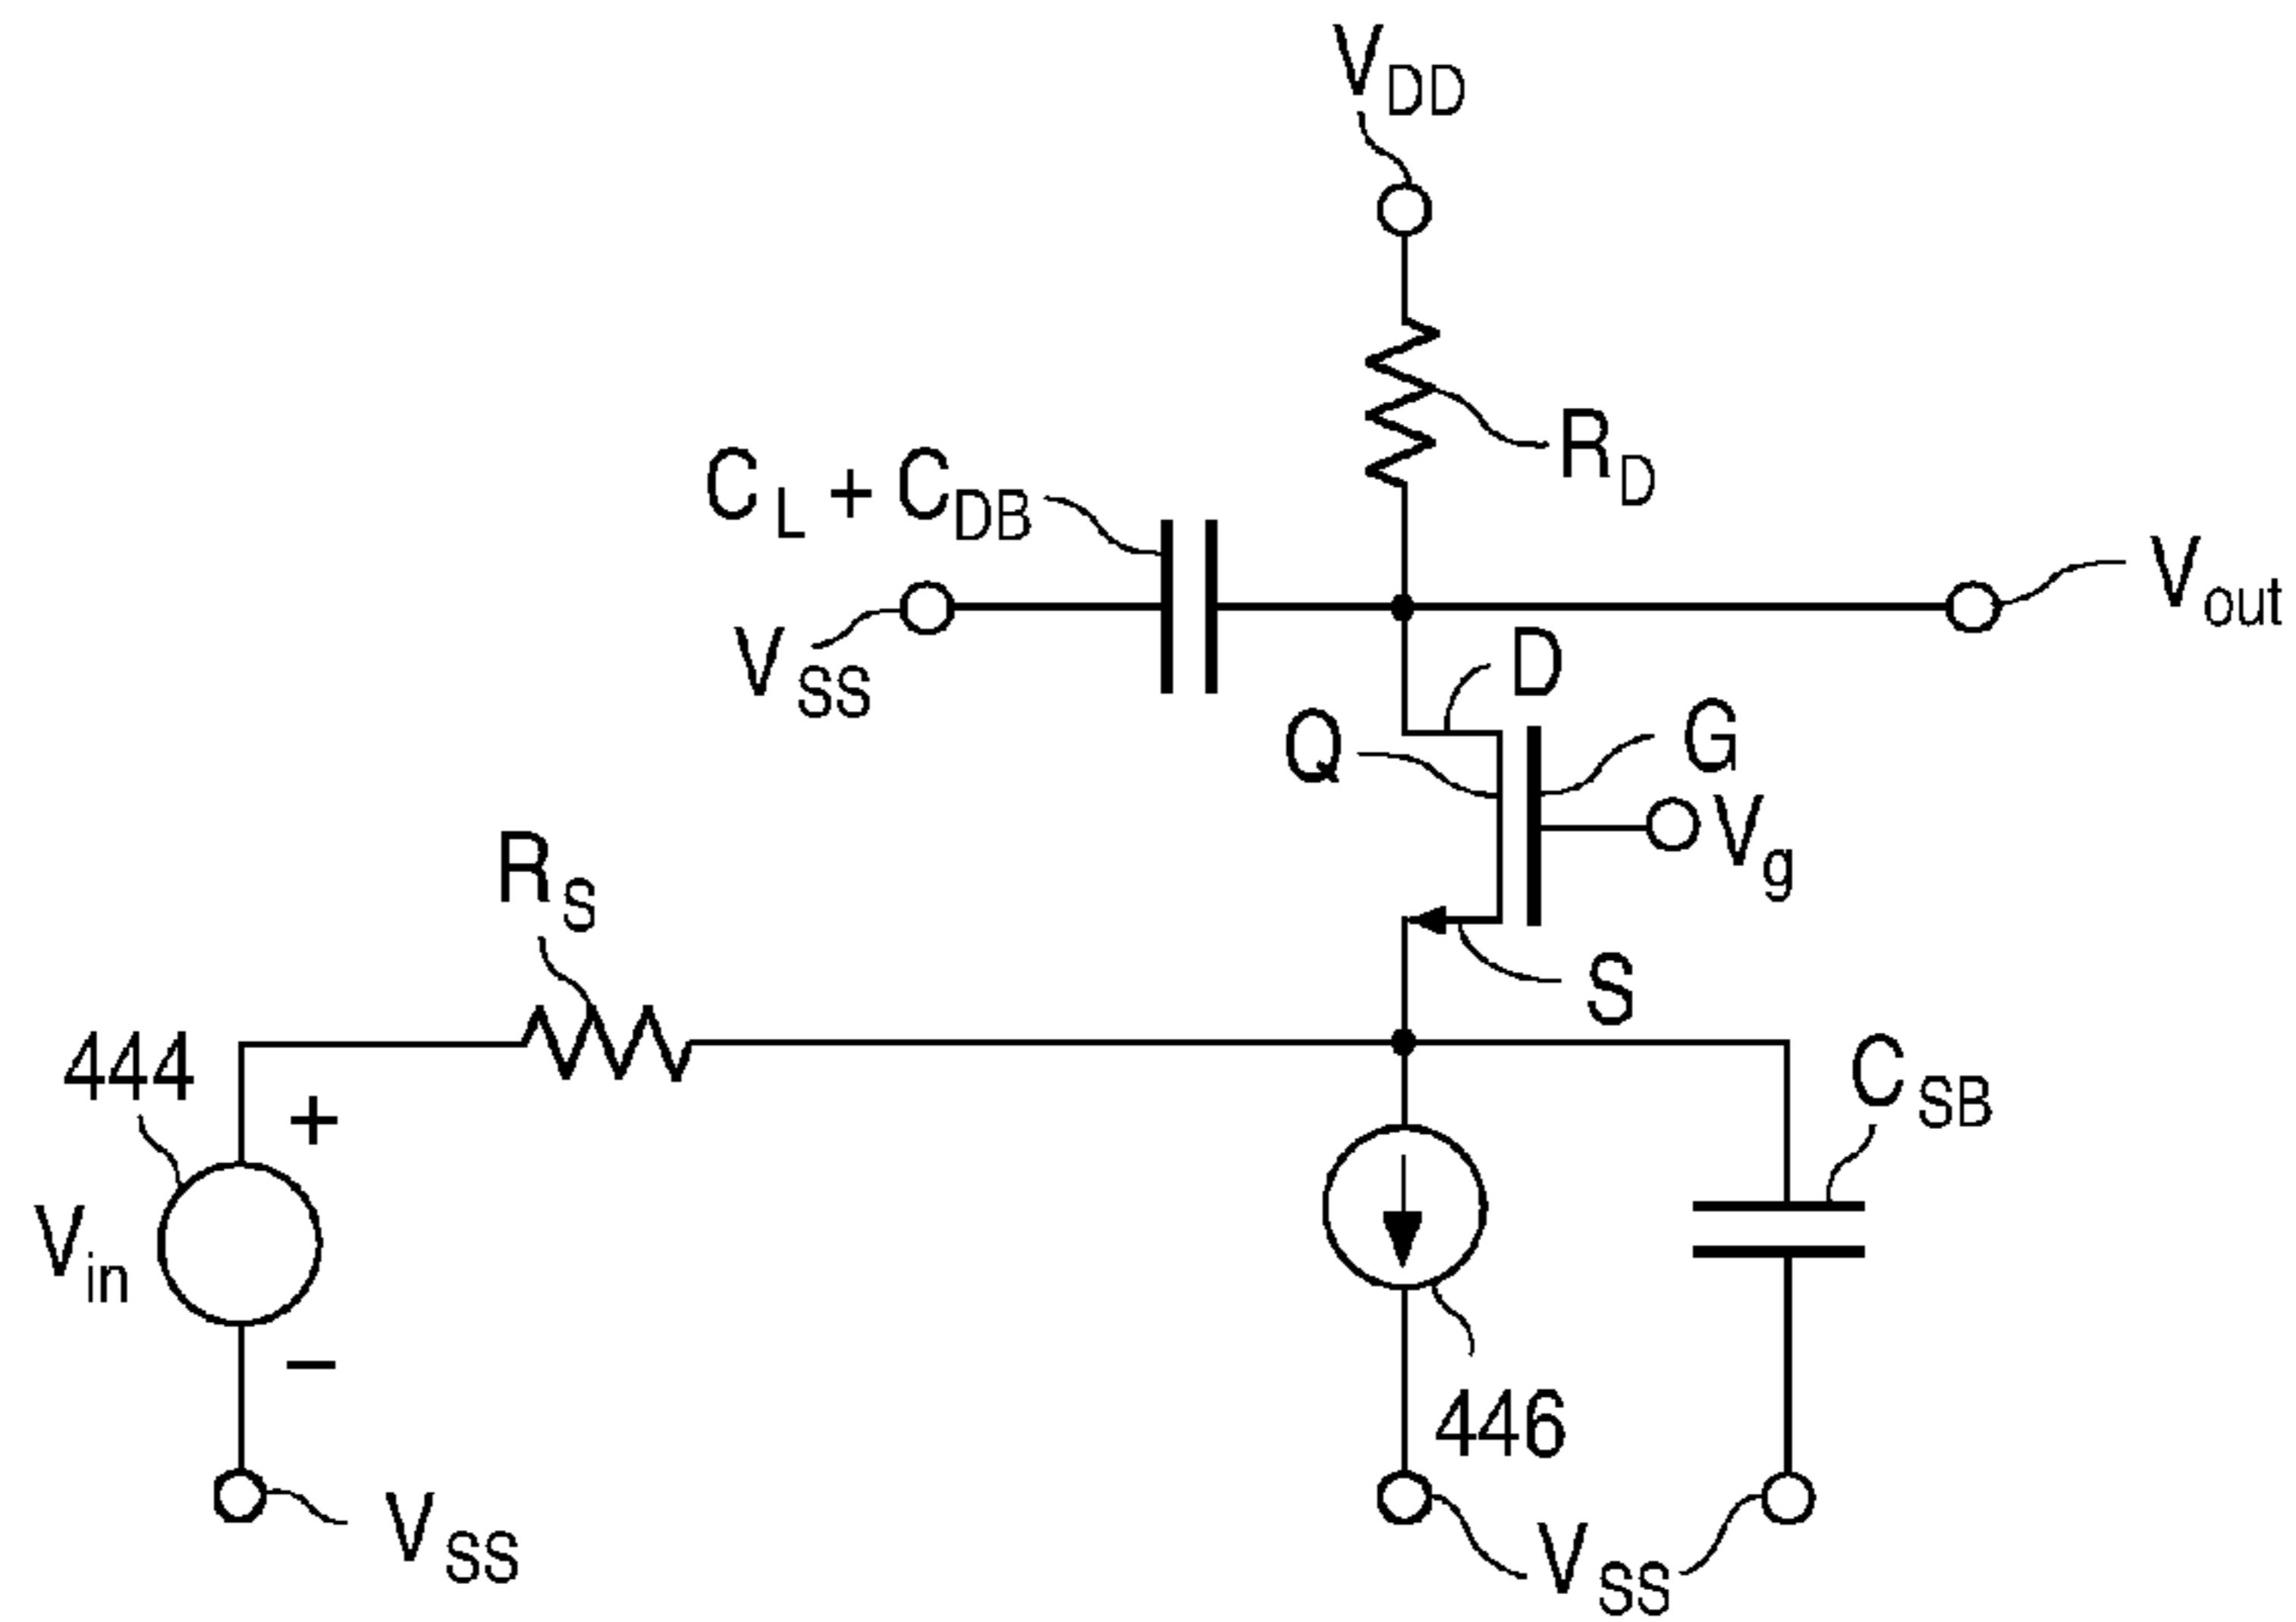 VDD
RD
CL + CDB
Vout
VSS
D
Q
G
Vg
RS
S
444
+
CSB
Vin
−
446
VSS
VSS